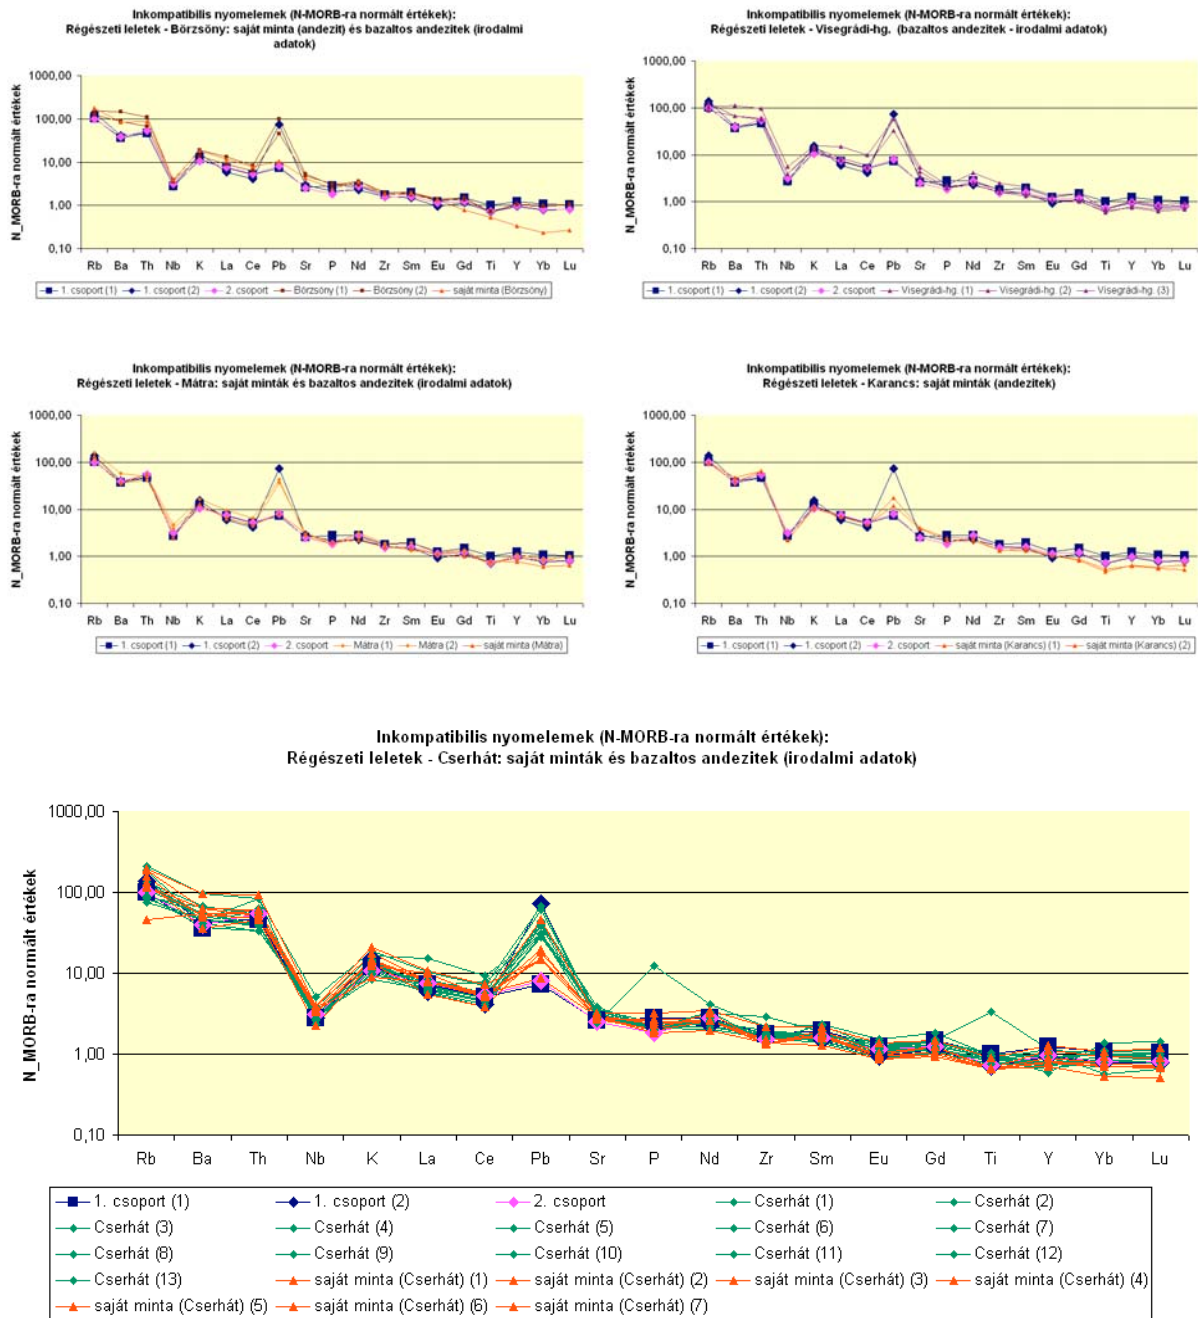 Inkompatibilis nyomelemek (N-MORB-ra normált értékek):
Régészeti leletek - Börzsöny: saját minta (andezit) és bazaltos andezitek (irodalmi
adatok)
N_MORB-ra normált értékek
1000,00
100,00
10,00
1,00
0,10
Rb Ba Th Nb K La Ce Pb Sr P Nd Zr Sm Eu Gd Ti Y Yb Lu
1. csoport (1) 1. csoport (2) 2. csoport Börzsöny (1) Börzsöny (2) saját minta (Börzsöny)
Inkompatibilis nyomelemek (N-MORB-ra normált értékek):
Régészeti leletek - Visegrádi-hg. (bazaltos andezitek - irodalmi adatok)
N_MORB-ra normált értékek
1000,00
100,00
10,00
1,00
0,10
Rb Ba Th Nb K La Ce Pb Sr P Nd Zr Sm Eu Gd Ti Y Yb Lu
1. csoport (1) 1. csoport (2) 2. csoport Visegrádi-hg. (1) Visegrádi-hg. (2) Visegrádi-hg. (3)
Inkompatibilis nyomelemek (N-MORB-ra normált értékek):
Régészeti leletek - Mátra: saját minták és bazaltos andezitek (irodalmi adatok)
N_MORB-ra normált értékek
1000,00
100,00
10,00
1,00
0,10
Rb Ba Th Nb K La Ce Pb Sr P Nd Zr Sm Eu Gd Ti Y Yb Lu
1. csoport (1) 1. csoport (2) 2. csoport Mátra (1) Mátra (2) saját minta (Mátra)
Inkompatibilis nyomelemek (N-MORB-ra normált értékek):
Régészeti leletek - Karancs: saját minták (andezitek)
N_MORB-ra normált értékek
1000,00
100,00
10,00
1,00
0,10
Rb Ba Th Nb K La Ce Pb Sr P Nd Zr Sm Eu Gd Ti Y Yb Lu
1. csoport (1) 1. csoport (2) 2. csoport saját minta (Karancs) (1) saját minta (Karancs) (2)
Inkompatibilis nyomelemek (N-MORB-ra normált értékek):
Régészeti leletek - Cserhát: saját minták és bazaltos andezitek (irodalmi adatok)
N_MORB-ra normált értékek
1000,00
100,00
10,00
1,00
0,10
Rb Ba Th Nb K La Ce Pb Sr P Nd Zr Sm Eu Gd Ti Y Yb Lu
1. csoport (1) 1. csoport (2) 2. csoport Cserhát (1) Cserhát (2)
Cserhát (3) Cserhát (4) Cserhát (5) Cserhát (6) Cserhát (7)
Cserhát (8) Cserhát (9) Cserhát (10) Cserhát (11) Cserhát (12)
Cserhát (13) saját minta (Cserhát) (1) saját minta (Cserhát) (2) saját minta (Cserhát) (3) saját minta (Cserhát) (4)
saját minta (Cserhát) (5) saját minta (Cserhát) (6) saját minta (Cserhát) (7)